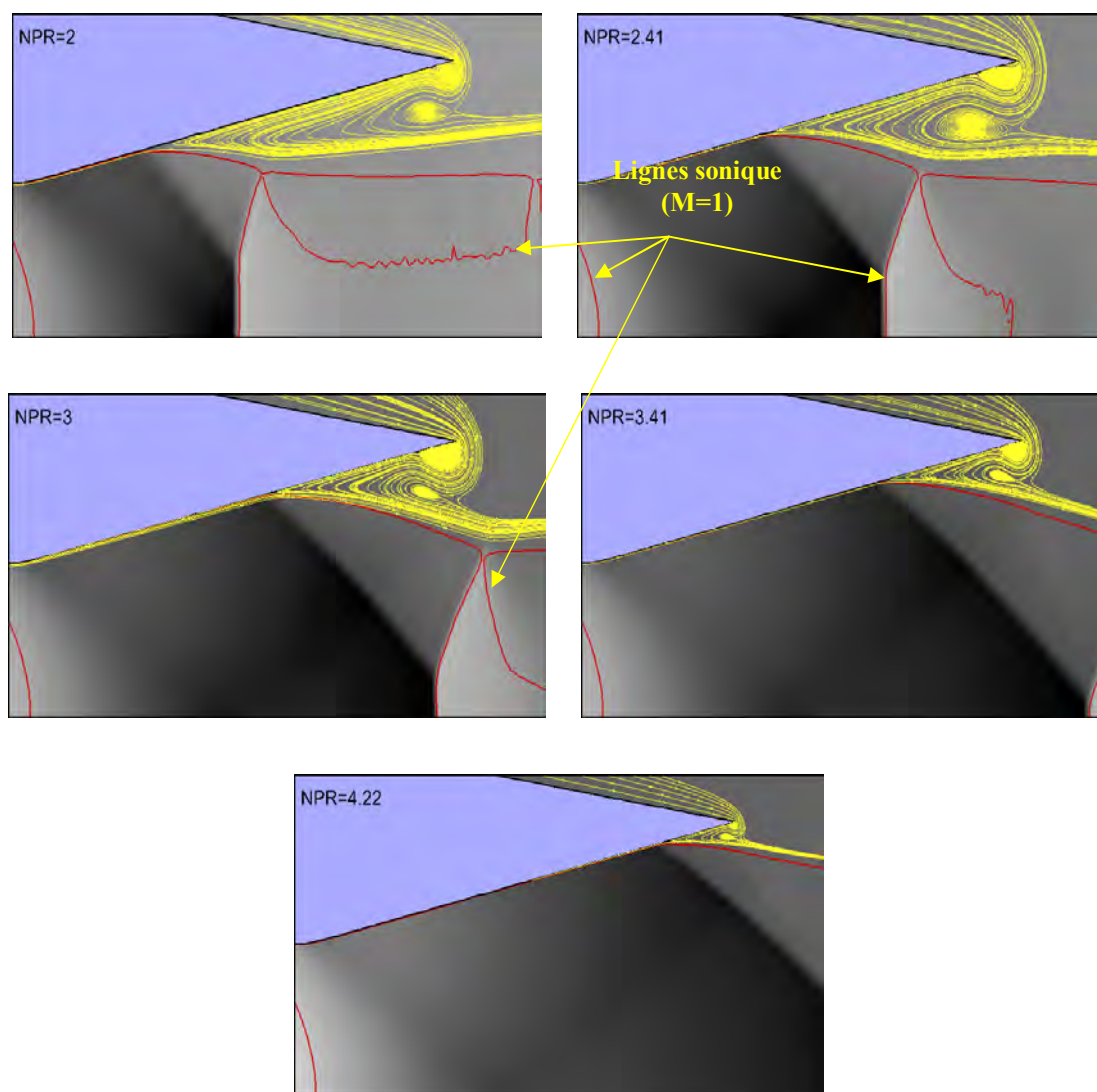 NPR=2
NPR=2.41
Lignes sonique
(M=1)
NPR=3
NPR=3.41
NPR=4.22